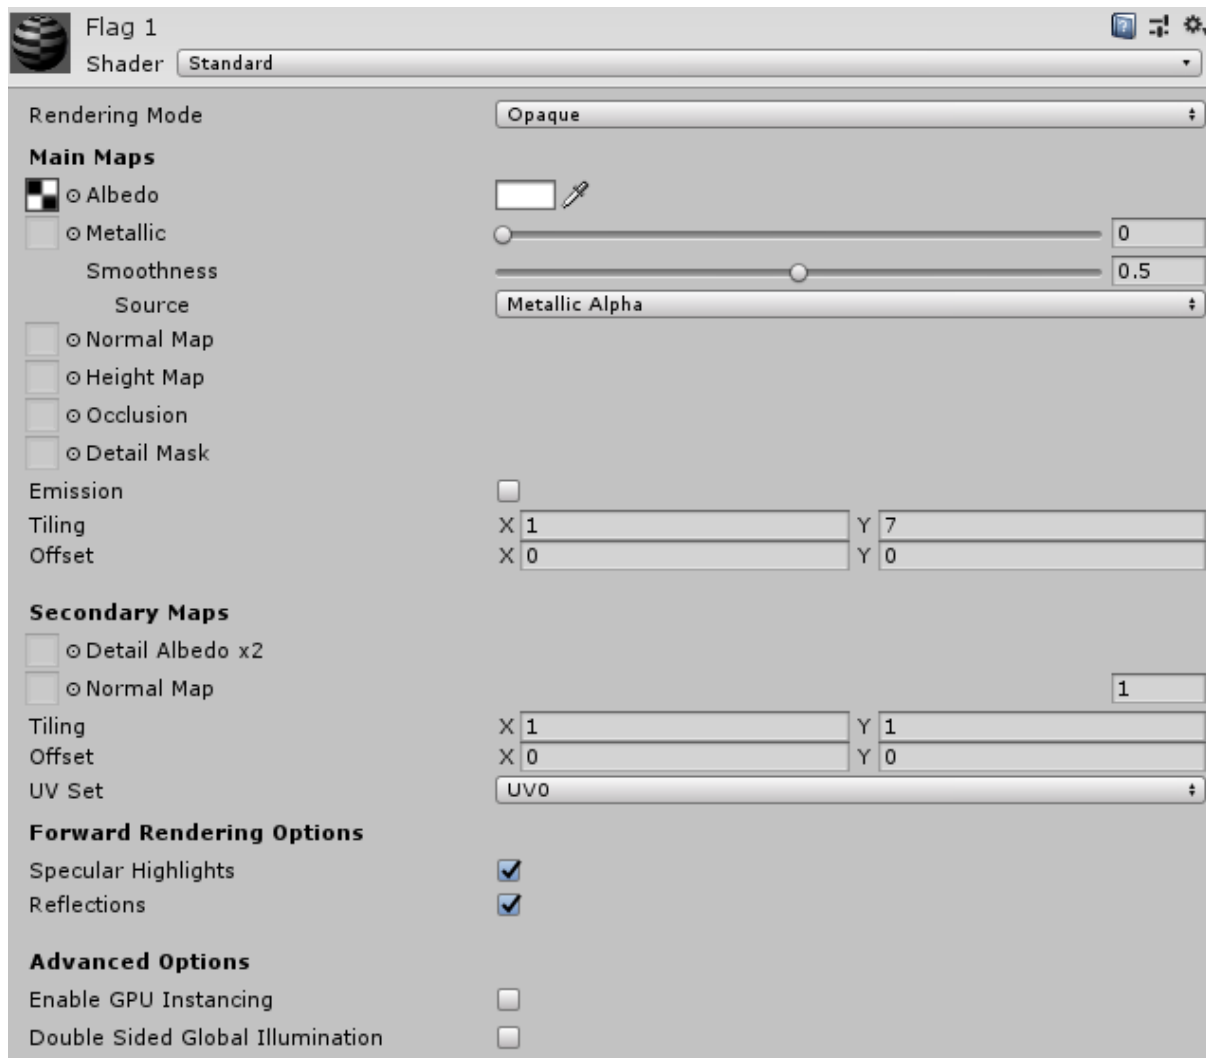 Flag 1
Shader Standard
Rendering Mode Opaque
Main Maps
Albedo
Metallic 0
Smoothness 0.5
Source Metallic Alpha
Normal Map
Height Map
Occlusion
Detail Mask
Emission
Tiling X 1 Y 7
Offset X 0 Y 0
Secondary Maps
Detail Albedo x2
Normal Map 1
Tiling X 1 Y 1
Offset X 0 Y 0
UV Set UV0
Forward Rendering Options
Specular Highlights
Reflections
Advanced Options
Enable GPU Instancing
Double Sided Global Illumination